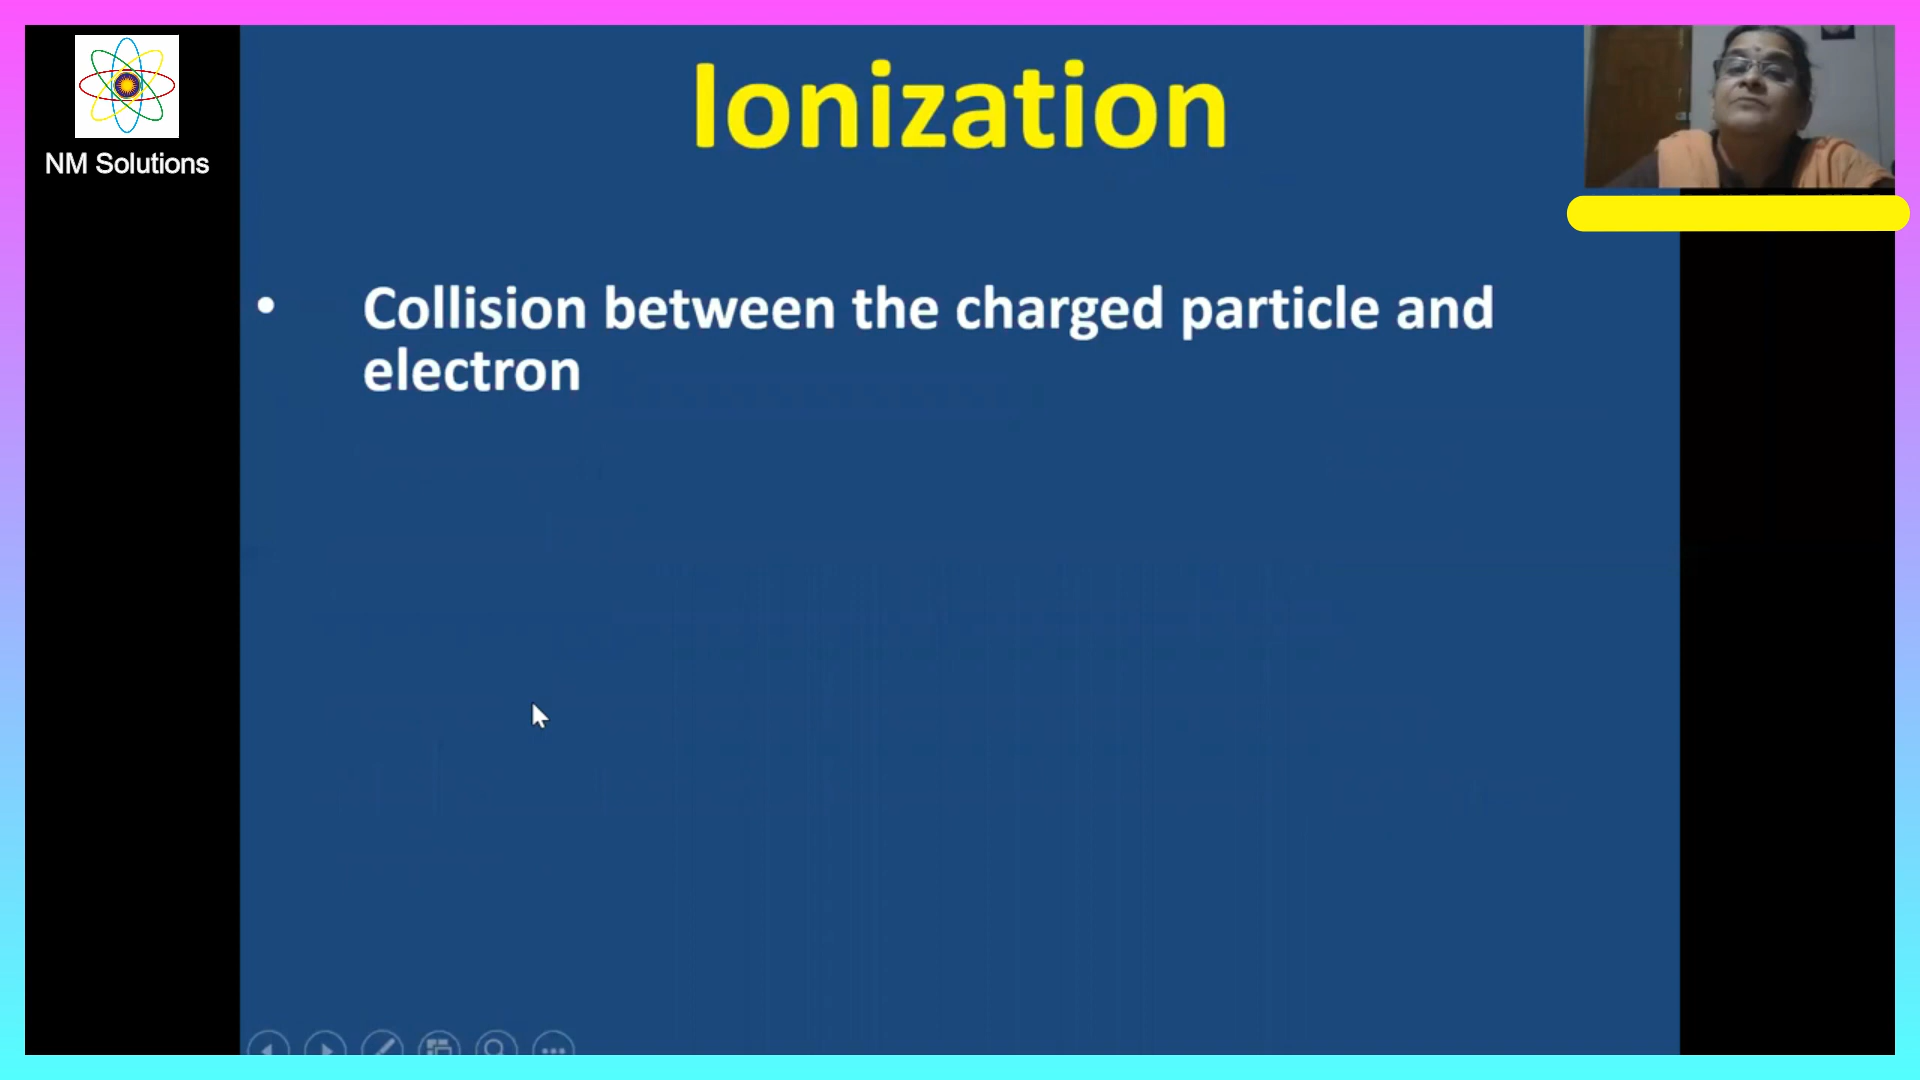 Ionization
NM Solutions
• Collision between the charged particle and
electron